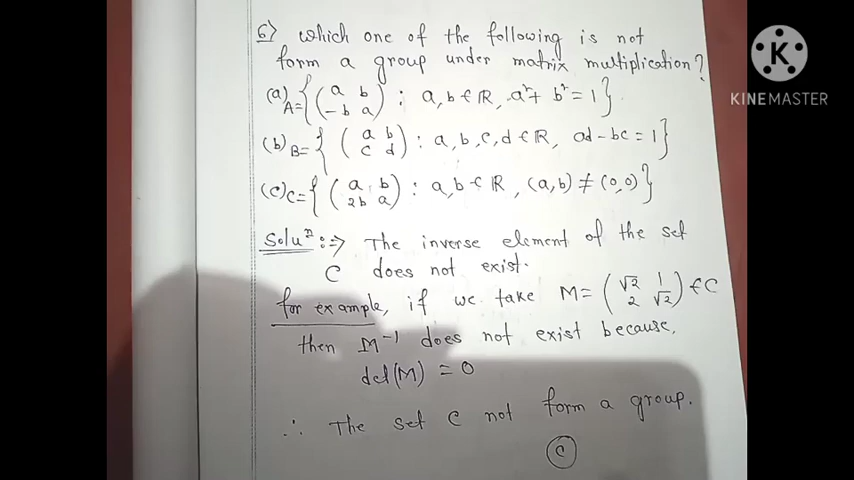 6) Which one of the following is not
form a group under matrix multiplication?
(a) A = { ( a b / -b a ) : a, b ∈ ℝ, a² + b² = 1 }
(b) B = { ( a b / c d ) : a, b, c, d ∈ ℝ, ad - bc = 1 }
(c) C = { ( a b / 2b a ) : a, b ∈ ℝ, (a, b) ≠ (0, 0) }
Soluⁿ :⇒ The inverse element of the set
C does not exist.
for example, if we take M = ( √2 1 / 2 √2 ) ∈ C
then M⁻¹ does not exist because,
det(M) = 0
∴ The set C not form a group.
(c)
K
KINEMASTER